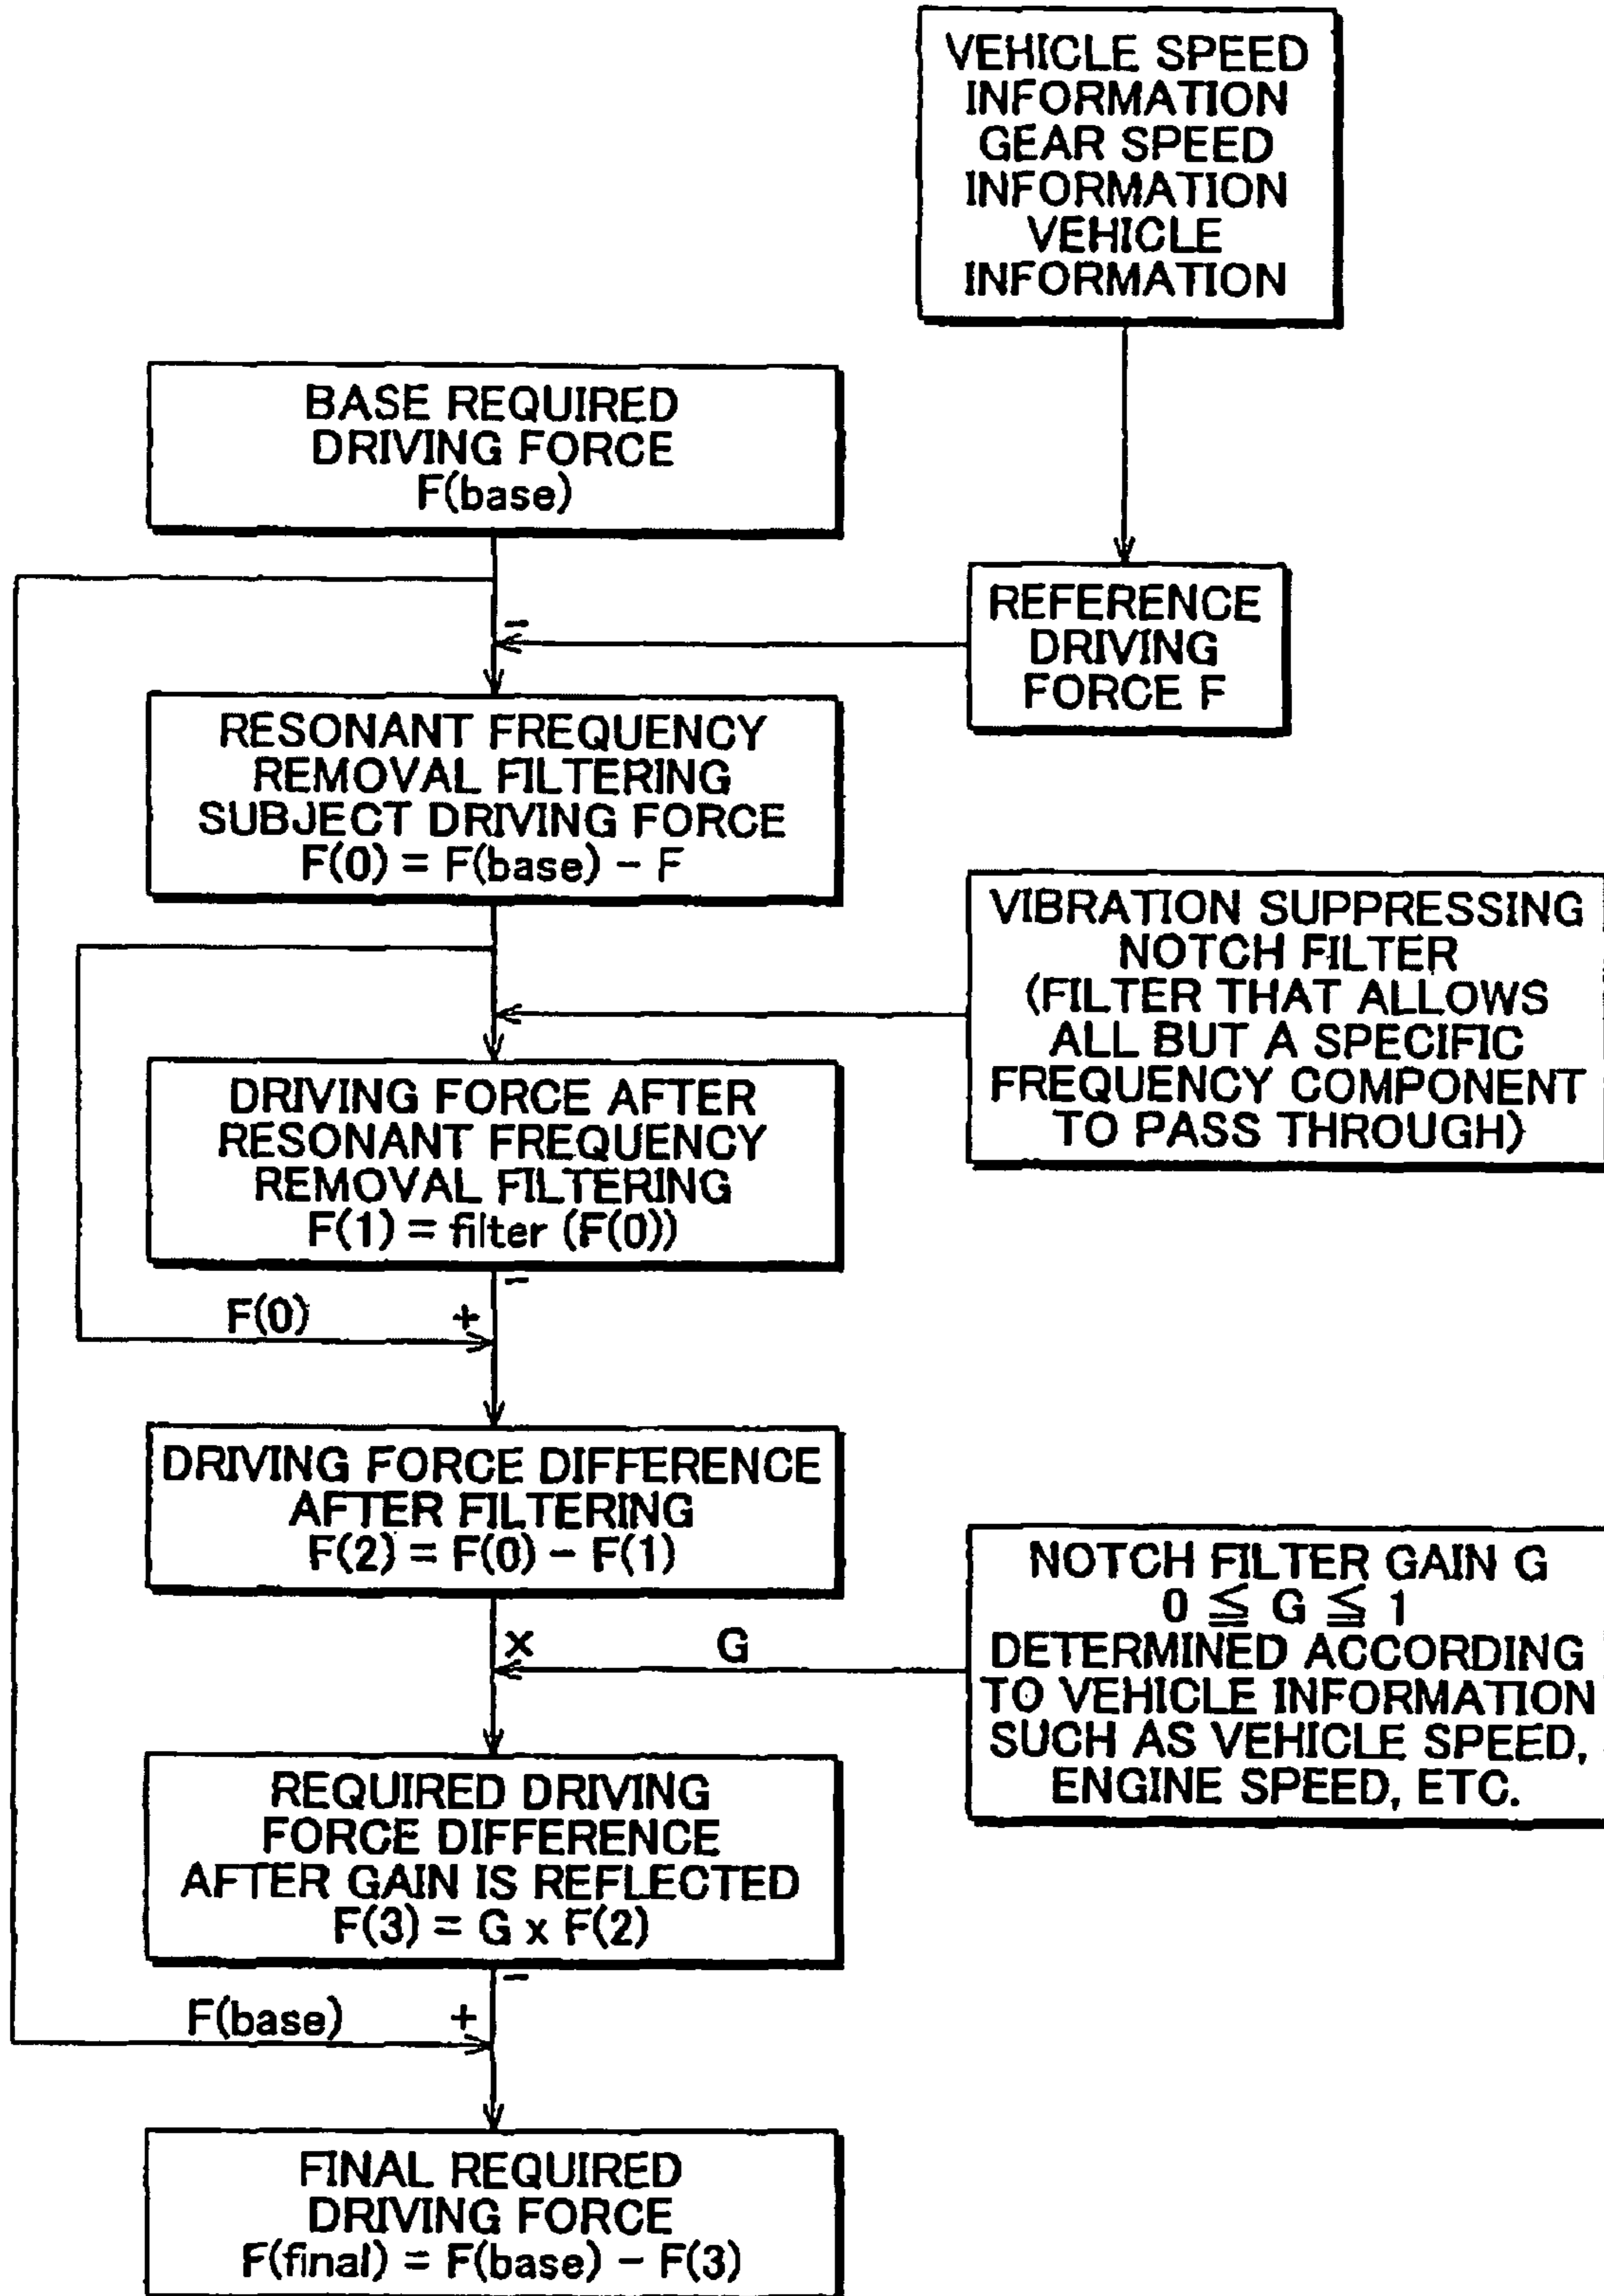 VEHICLE SPEED
INFORMATION
GEAR SPEED
INFORMATION
VEHICLE
INFORMATION
BASE REQUIRED
DRIVING FORCE
F(base)
-
REFERENCE
DRIVING
FORCE F
RESONANT FREQUENCY
REMOVAL FILTERING
SUBJECT DRIVING FORCE
F(0) = F(base) - F
VIBRATION SUPPRESSING
NOTCH FILTER
(FILTER THAT ALLOWS
ALL BUT A SPECIFIC
FREQUENCY COMPONENT
TO PASS THROUGH)
DRIVING FORCE AFTER
RESONANT FREQUENCY
REMOVAL FILTERING
F(1) = filter (F(0))
-
F(0) +
DRIVING FORCE DIFFERENCE
AFTER FILTERING
F(2) = F(0) - F(1)
NOTCH FILTER GAIN G
0 ≦ G ≦ 1
DETERMINED ACCORDING
TO VEHICLE INFORMATION
SUCH AS VEHICLE SPEED,
ENGINE SPEED, ETC.
x G
REQUIRED DRIVING
FORCE DIFFERENCE
AFTER GAIN IS REFLECTED
F(3) = G x F(2)
-
F(base) +
FINAL REQUIRED
DRIVING FORCE
F(final) = F(base) - F(3)